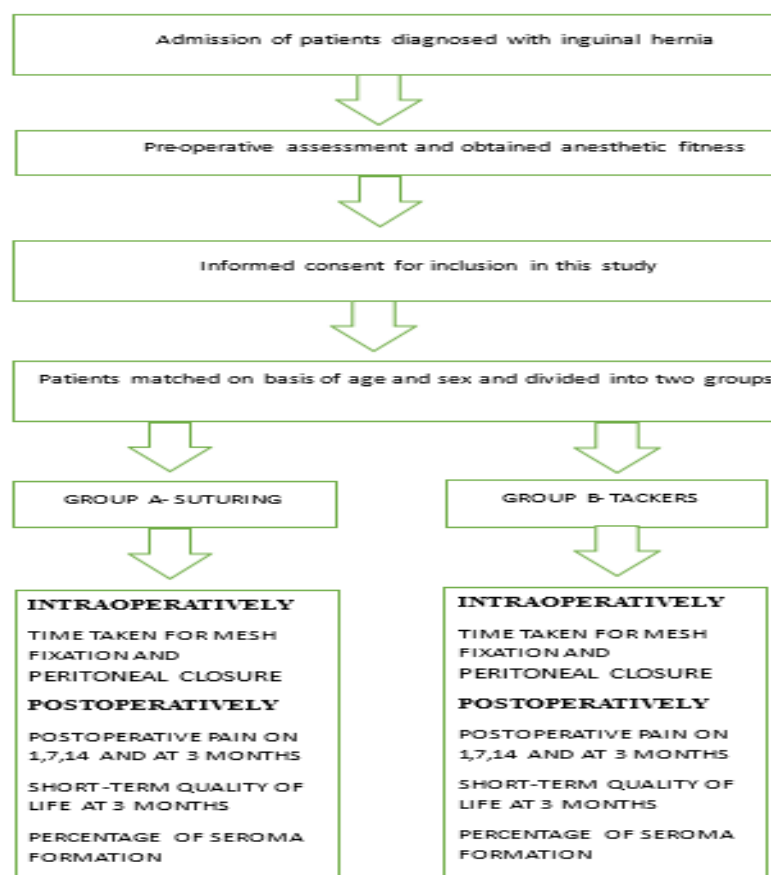 Admission of patients diagnosed with inguinal hernia
Pre-operative assessment and obtained anesthetic fitness
Informed consent for inclusion in this study
Patients matched on basis of age and sex and divided into two groups
GROUP A- SUTURING
GROUP B- TACKERS
INTRAOPERATIVELY
TIME TAKEN FOR MESH
FIXATION AND
PERITONEAL CLOSURE
POSTOPERATIVELY
POSTOPERATIVE PAIN ON
1,7,14 AND AT 3 MONTHS
SHORT-TERM QUALITY OF
LIFE AT 3 MONTHS
PERCENTAGE OF SEROMA
FORMATION
INTRAOPERATIVELY
TIME TAKEN FOR MESH
FIXATION AND
PERITONEAL CLOSURE
POSTOPERATIVELY
POSTOPERATIVE PAIN ON
1,7,14 AND AT 3 MONTHS
SHORT-TERM QUALITY OF
LIFE AT 3 MONTHS
PERCENTAGE OF SEROMA
FORMATION